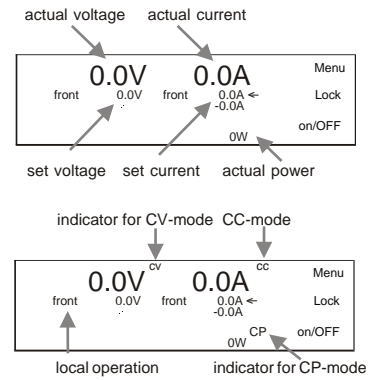 actual voltage actual current
0.0V 0.0A Menu
front 0.0V front 0.0A ← Lock
-0.0A
on/OFF
0W
set voltage set current actual power
indicator for CV-mode CC-mode
cv cc
0.0V 0.0A Menu
front 0.0V front 0.0A ← Lock
-0.0A
CP on/OFF
0W
local operation indicator for CP-mode